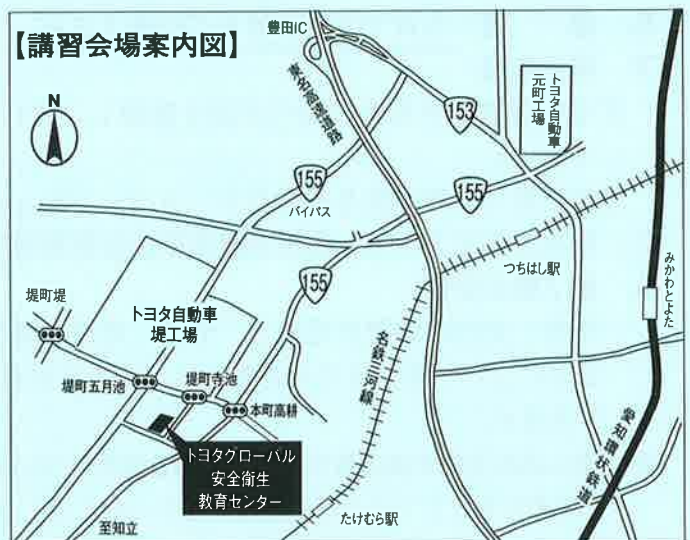 【講習会場案内図】
豊田IC
N
東名高速道路
153
トヨタ自動車
元町工場
155
バイパス
155
つちはし駅
みかわとよた
155
堤町堤
トヨタ自動車
堤工場
名鉄三河線
堤町五月池
堤町寺池
本町高耕
愛知環状鉄道
トヨタグローバル
安全衛生
教育センター
至知立
たけむら駅